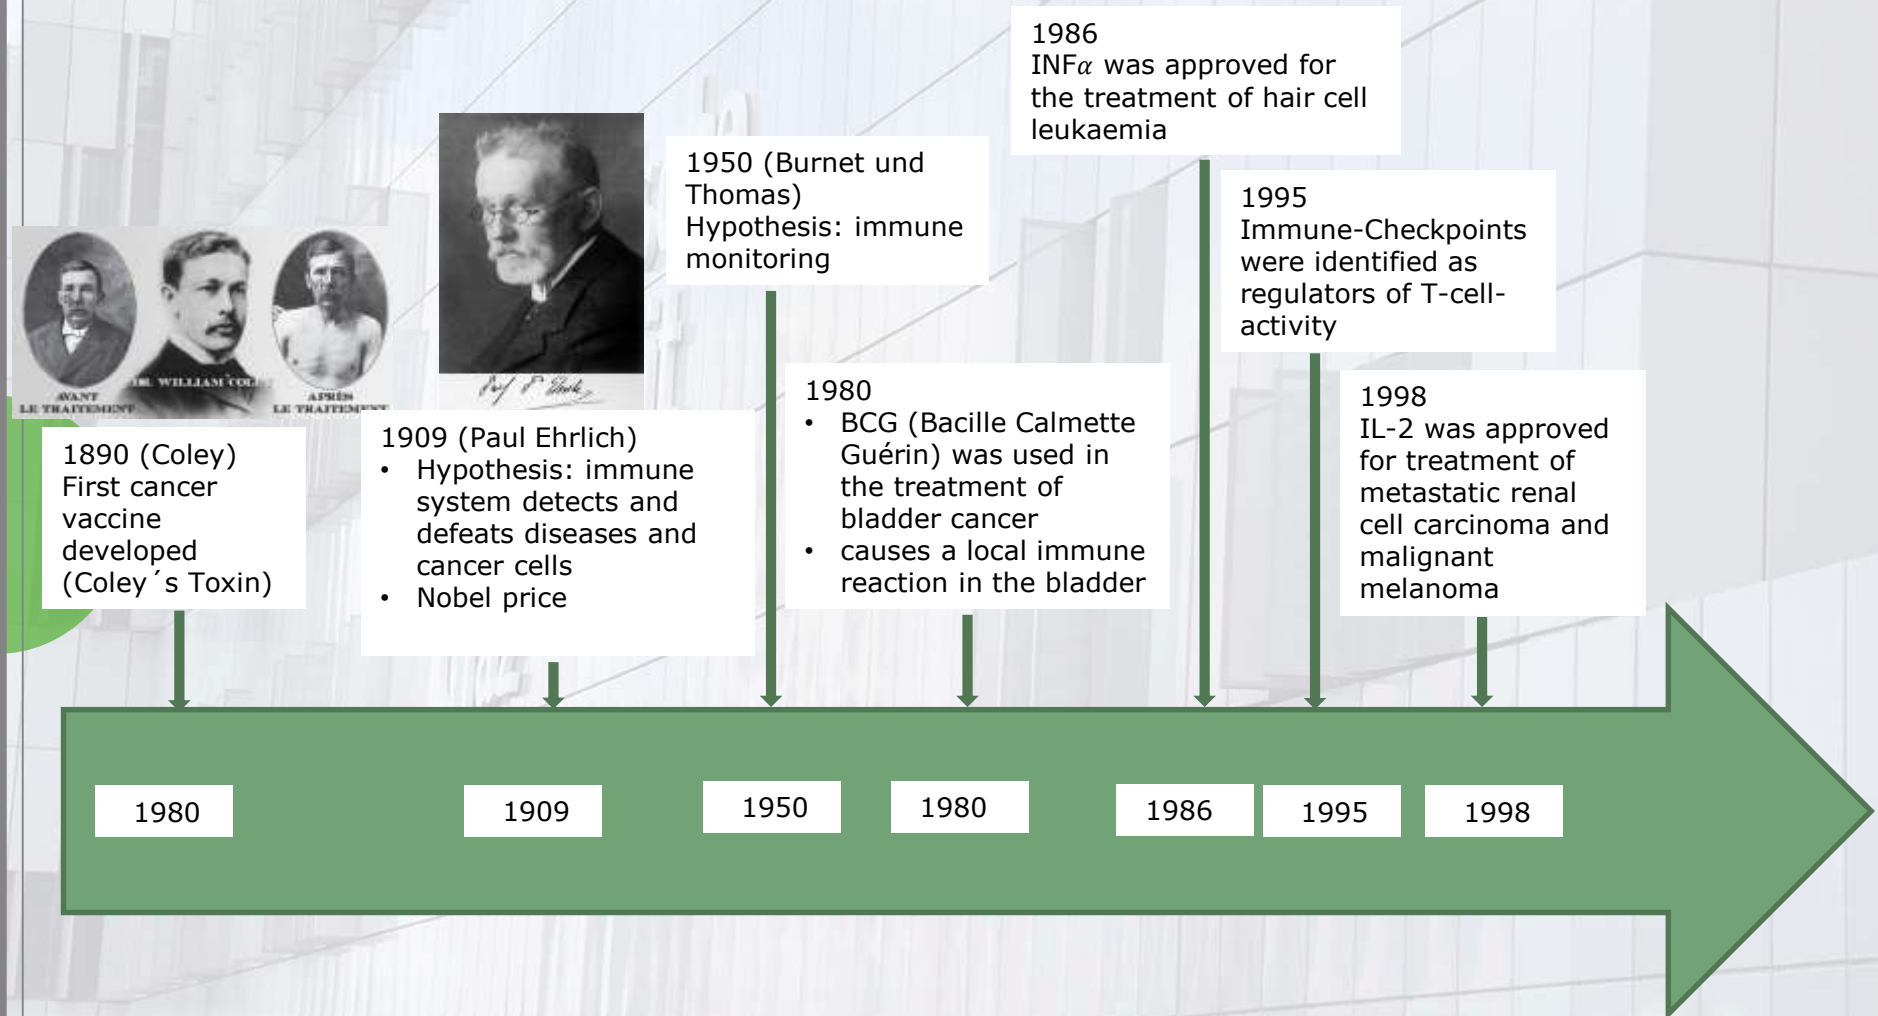 AVANT
LE TRAITEMENT
DR. WILLIAM COLEY
APRÈS
LE TRAITEMENT
1890 (Coley)
First cancer
vaccine
developed
(Coley´s Toxin)
1909 (Paul Ehrlich)
• Hypothesis: immune
system detects and
defeats diseases and
cancer cells
• Nobel price
1950 (Burnet und
Thomas)
Hypothesis: immune
monitoring
1980
• BCG (Bacille Calmette
Guérin) was used in
the treatment of
bladder cancer
• causes a local immune
reaction in the bladder
1986
INFα was approved for
the treatment of hair cell
leukaemia
1995
Immune-Checkpoints
were identified as
regulators of T-cell-
activity
1998
IL-2 was approved
for treatment of
metastatic renal
cell carcinoma and
malignant
melanoma
1980
1909
1950
1980
1986
1995
1998